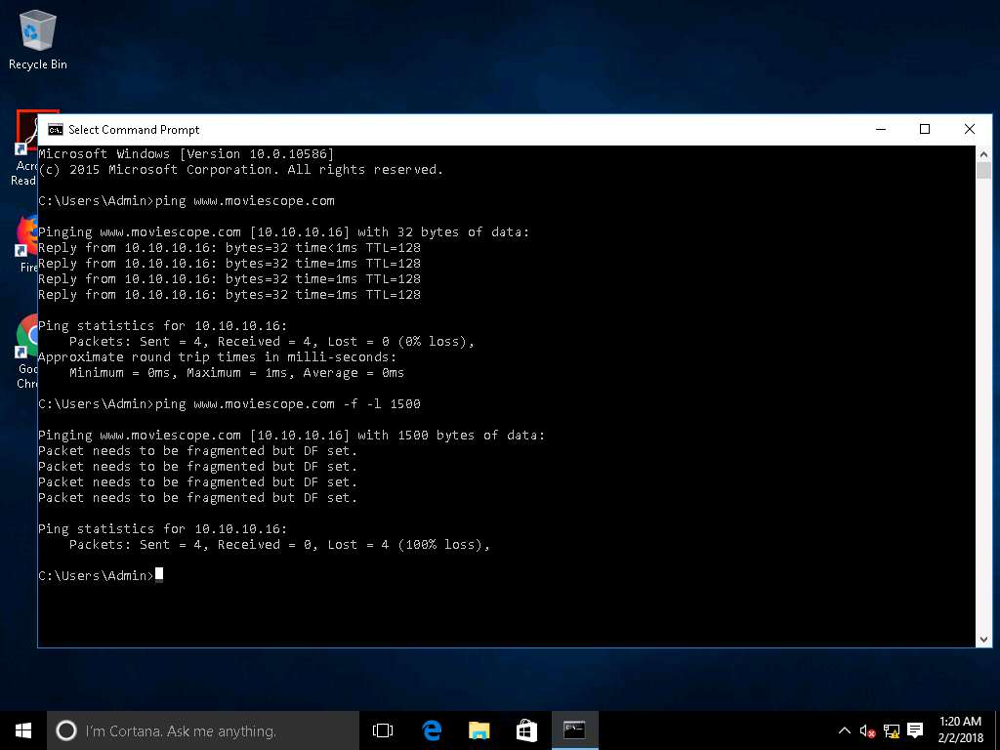 Recycle Bin
Acro
Read
Fire
Goo
Chro
Select Command Prompt
Microsoft Windows [Version 10.0.10586]
(c) 2015 Microsoft Corporation. All rights reserved.
C:\Users\Admin>ping www.moviescope.com
Pinging www.moviescope.com [10.10.10.16] with 32 bytes of data:
Reply from 10.10.10.16: bytes=32 time<1ms TTL=128
Reply from 10.10.10.16: bytes=32 time=1ms TTL=128
Reply from 10.10.10.16: bytes=32 time=1ms TTL=128
Reply from 10.10.10.16: bytes=32 time=1ms TTL=128
Ping statistics for 10.10.10.16:
Packets: Sent = 4, Received = 4, Lost = 0 (0% loss),
Approximate round trip times in milli-seconds:
Minimum = 0ms, Maximum = 1ms, Average = 0ms
C:\Users\Admin>ping www.moviescope.com -f -l 1500
Pinging www.moviescope.com [10.10.10.16] with 1500 bytes of data:
Packet needs to be fragmented but DF set.
Packet needs to be fragmented but DF set.
Packet needs to be fragmented but DF set.
Packet needs to be fragmented but DF set.
Ping statistics for 10.10.10.16:
Packets: Sent = 4, Received = 0, Lost = 4 (100% loss),
C:\Users\Admin>
I'm Cortana. Ask me anything.
1:20 AM
2/2/2018